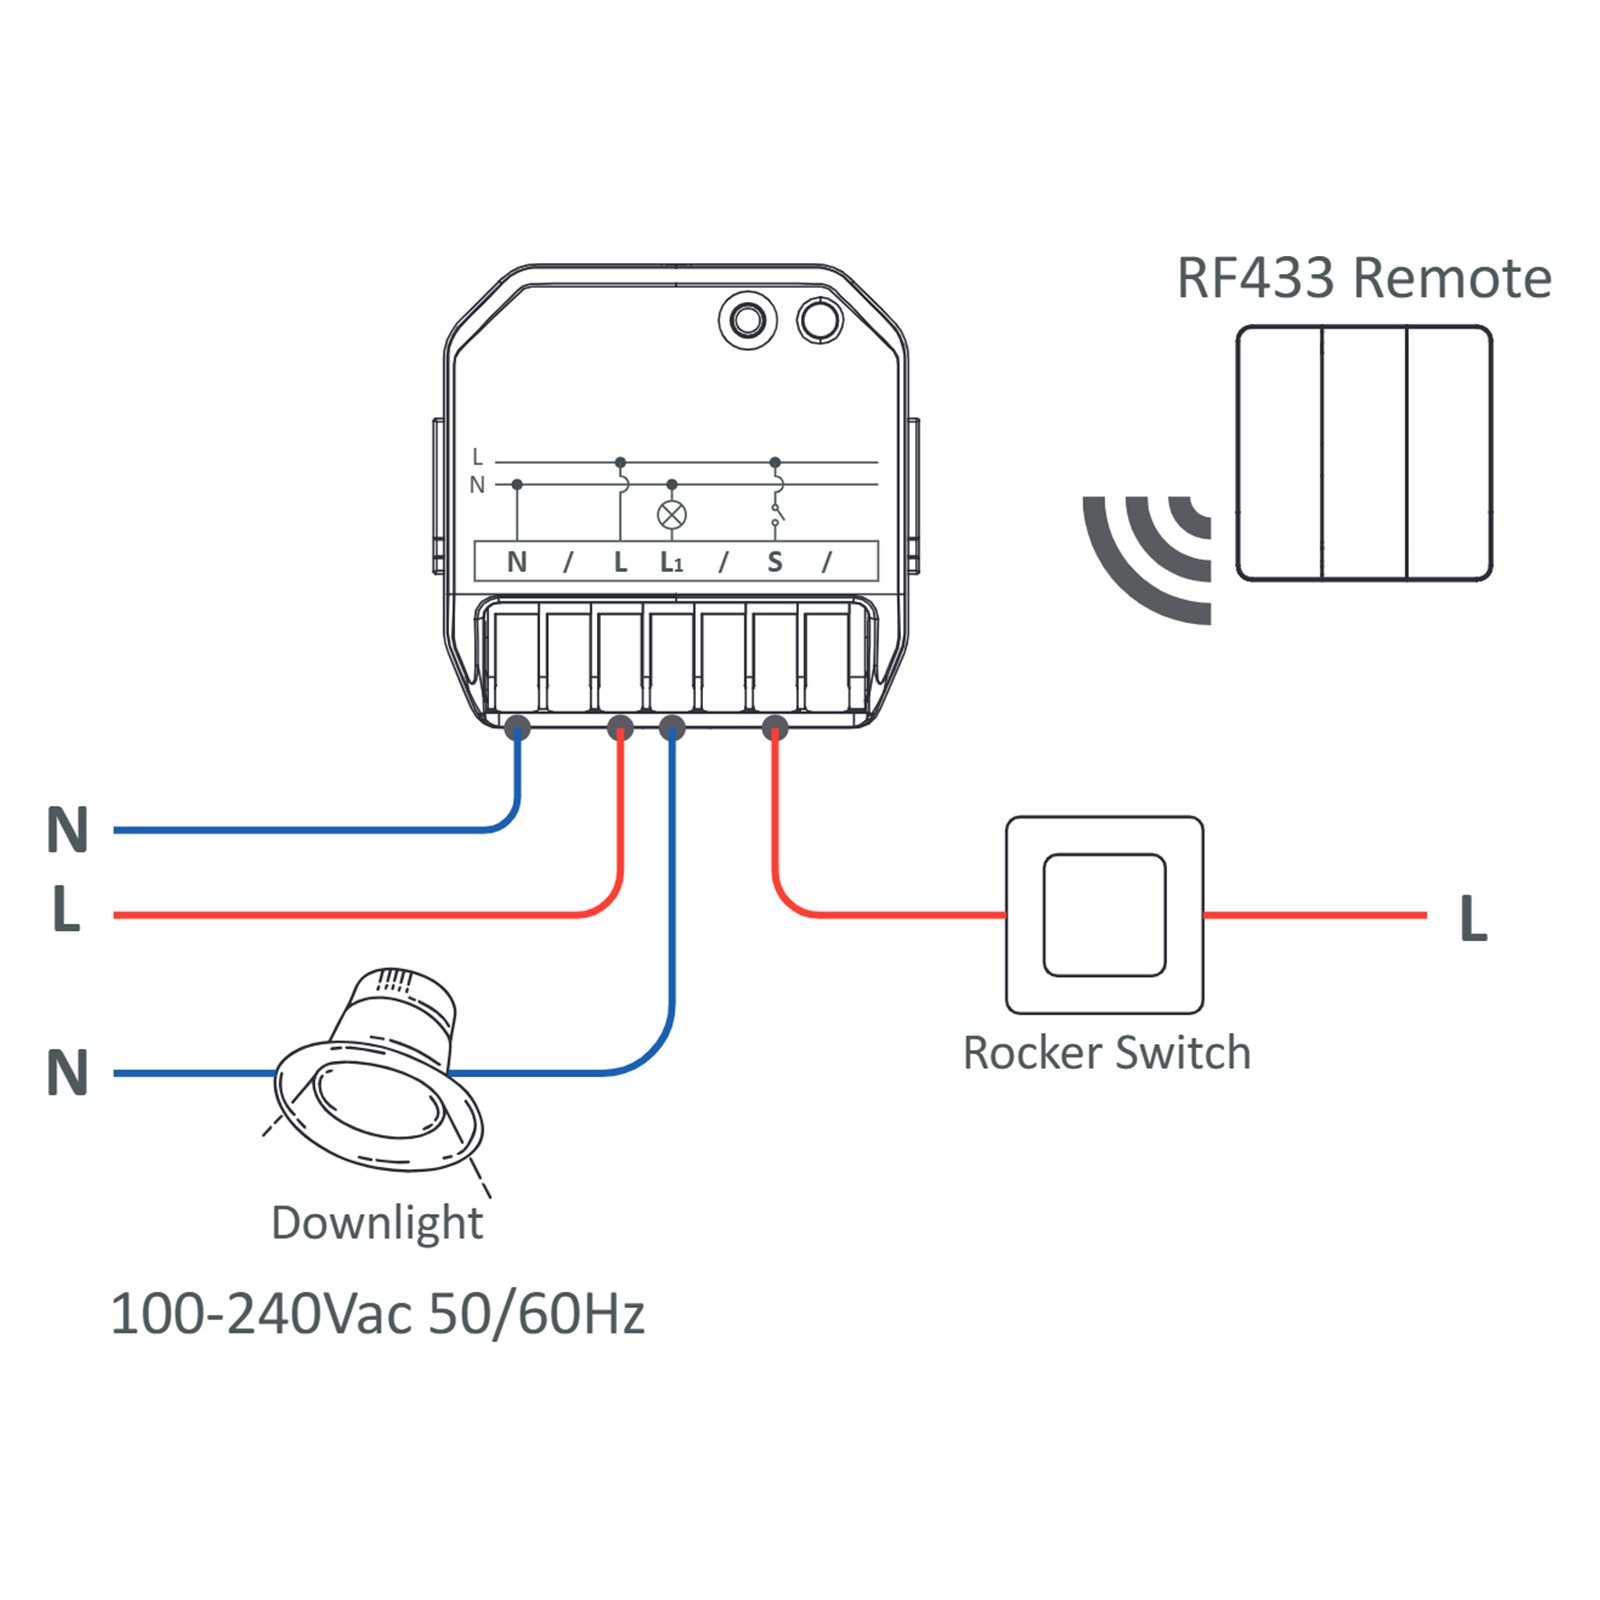 RF433 Remote
L
N
N / L L1 / S /
N
L
L
N
Rocker Switch
Downlight
100-240Vac 50/60Hz